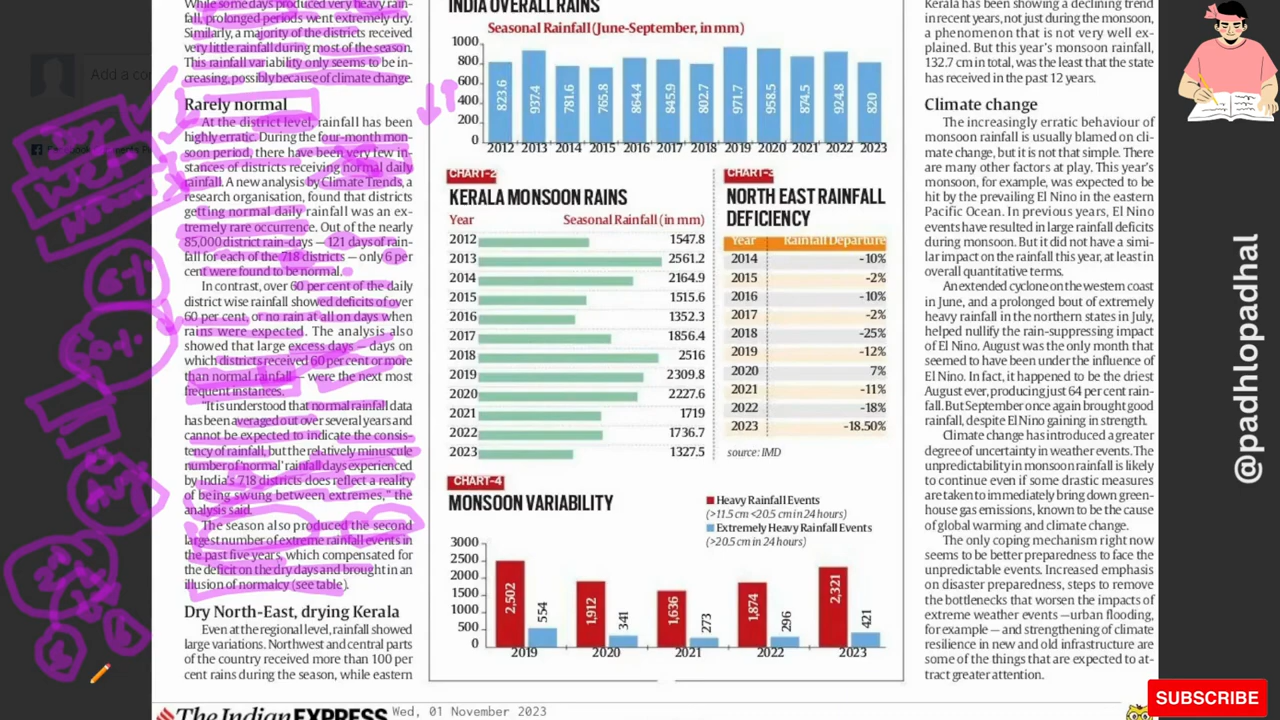 While some days produced very heavy rain-
fall, prolonged periods went extremely dry.
Similarly, a majority of the districts received
very little rainfall during most of the season.
This rainfall variability only seems to be in-
creasing, possibly because of climate change.
Rarely normal
At the district level, rainfall has been
highly erratic. During the four-month mon-
soon period, there have been very few in-
stances of districts receiving normal daily
rainfall. A new analysis by Climate Trends, a
research organisation, found that districts
getting normal daily rainfall was an ex-
tremely rare occurrence. Out of the nearly
85,000 district rain-days — 121 days of rain-
fall for each of the 718 districts — only 6 per
cent were found to be normal.
In contrast, over 60 per cent of the daily
district wise rainfall showed deficits of over
60 per cent, or no rain at all on days when
rains were expected. The analysis also
showed that large excess days — days on
which districts received 60 per cent or more
than normal rainfall — were the next most
frequent instances.
"It is understood that normal rainfall data
has been averaged out over several years and
cannot be expected to indicate the consis-
tency of rainfall, but the relatively minuscule
number of 'normal' rainfall days experienced
by India's 718 districts does reflect a reality
of being swung between extremes," the
analysis said.
The season also produced the second
largest number of extreme rainfall events in
the past five years, which compensated for
the deficit on the dry days and brought in an
illusion of normalcy (see table).
Dry North-East, drying Kerala
Even at the regional level, rainfall showed
large variations. Northwest and central parts
of the country received more than 100 per
cent rains during the season, while eastern
INDIA OVERALL RAINS
Seasonal Rainfall (June-September, in mm)
1000
800
600
400
200
0
823.6
937.4
781.6
765.8
864.4
845.9
802.7
971.7
958.5
874.5
924.8
820
2012 2013 2014 2015 2016 2017 2018 2019 2020 2021 2022 2023
CHART-2
KERALA MONSOON RAINS
Year Seasonal Rainfall (in mm)
2012 1547.8
2013 2561.2
2014 2164.9
2015 1515.6
2016 1352.3
2017 1856.4
2018 2516
2019 2309.8
2020 2227.6
2021 1719
2022 1736.7
2023 1327.5
CHART-3
NORTH EAST RAINFALL
DEFICIENCY
Year Rainfall Departure
2014 -10%
2015 -2%
2016 -10%
2017 -2%
2018 -25%
2019 -12%
2020 7%
2021 -11%
2022 -18%
2023 -18.50%
source: IMD
CHART-4
MONSOON VARIABILITY
Heavy Rainfall Events
(>11.5 cm <20.5 cm in 24 hours)
Extremely Heavy Rainfall Events
(>20.5 cm in 24 hours)
3000
2500
2000
1500
1000
500
0
2,502
554
1,912
341
1,636
273
1,874
296
2,321
421
2019 2020 2021 2022 2023
Kerala has been showing a declining trend
in recent years, not just during the monsoon,
a phenomenon that is not very well ex-
plained. But this year's monsoon rainfall,
132.7 cm in total, was the least that the state
has received in the past 12 years.
Climate change
The increasingly erratic behaviour of
monsoon rainfall is usually blamed on cli-
mate change, but it is not that simple. There
are many other factors at play. This year's
monsoon, for example, was expected to be
hit by the prevailing El Nino in the eastern
Pacific Ocean. In previous years, El Nino
events have resulted in large rainfall deficits
during monsoon. But it did not have a simi-
lar impact on the rainfall this year, at least in
overall quantitative terms.
An extended cyclone on the western coast
in June, and a prolonged bout of extremely
heavy rainfall in the northern states in July,
helped nullify the rain-suppressing impact
of El Nino. August was the only month that
seemed to have been under the influence of
El Nino. In fact, it happened to be the driest
August ever, producing just 64 per cent rain-
fall. But September once again brought good
rainfall, despite El Nino gaining in strength.
Climate change has introduced a greater
degree of uncertainty in weather events. The
unpredictability in monsoon rainfall is likely
to continue even if some drastic measures
are taken to immediately bring down green-
house gas emissions, known to be the cause
of global warming and climate change.
The only coping mechanism right now
seems to be better preparedness to face the
unpredictable events. Increased emphasis
on disaster preparedness, steps to remove
the bottlenecks that worsen the impacts of
extreme weather events — urban flooding,
for example — and strengthening of climate
resilience in new and old infrastructure are
some of the things that are expected to at-
tract greater attention.
The Indian EXPRESS
Wed, 01 November 2023
@padhlopadhal
SUBSCRIBE
Add a co